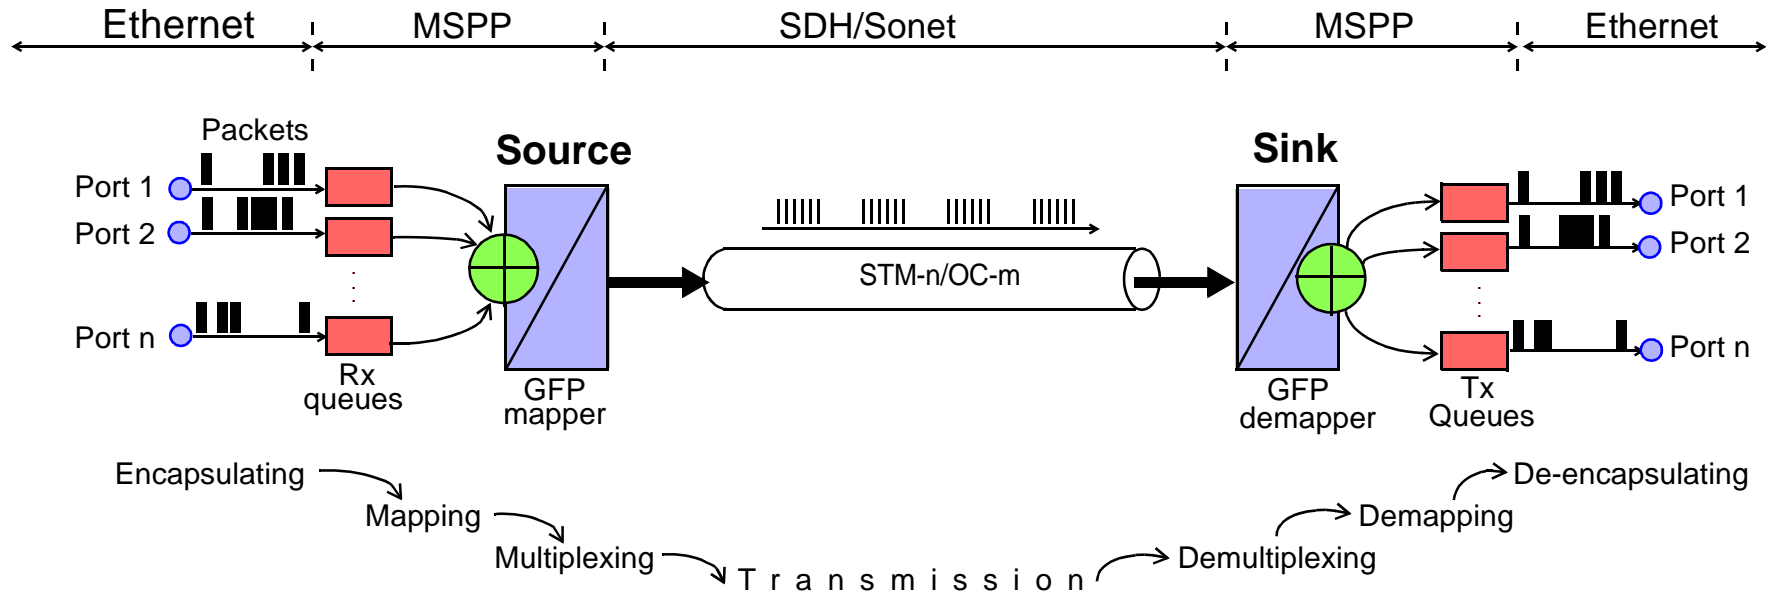 Ethernet
MSPP
SDH/Sonet
MSPP
Ethernet
Packets
Source
Sink
Port 1
Port 2
Port n
Rx
queues
GFP
mapper
STM-n/OC-m
GFP
demapper
Tx
Queues
Port 1
Port 2
Port n
Encapsulating
Mapping
Multiplexing
Transmission
Demultiplexing
Demapping
De-encapsulating